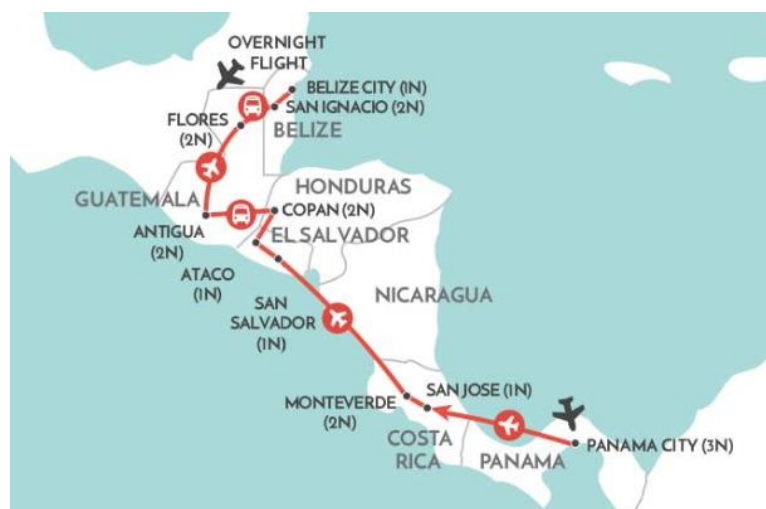 OVERNIGHT
FLIGHT
BELIZE CITY (1N)
SAN IGNACIO (2N)
FLORES
(2N)
BELIZE
GUATEMALA
HONDURAS
COPAN (2N)
ANTIGUA
(2N)
EL SALVADOR
ATACO
(1N)
NICARAGUA
SAN
SALVADOR
(1N)
MONTEVERDE
(2N)
SAN JOSE (1N)
COSTA
RICA
PANAMA
PANAMA CITY (3N)